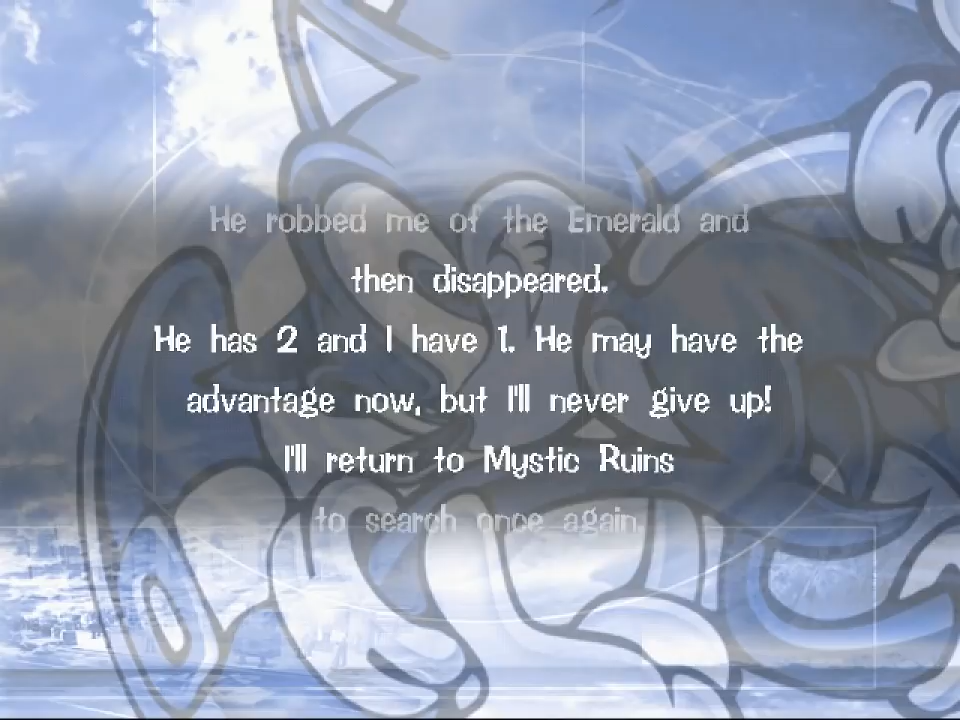 He robbed me of the Emerald and
then disappeared.
He has 2 and I have 1. He may have the
advantage now, but I'll never give up!
I'll return to Mystic Ruins
to search once again.